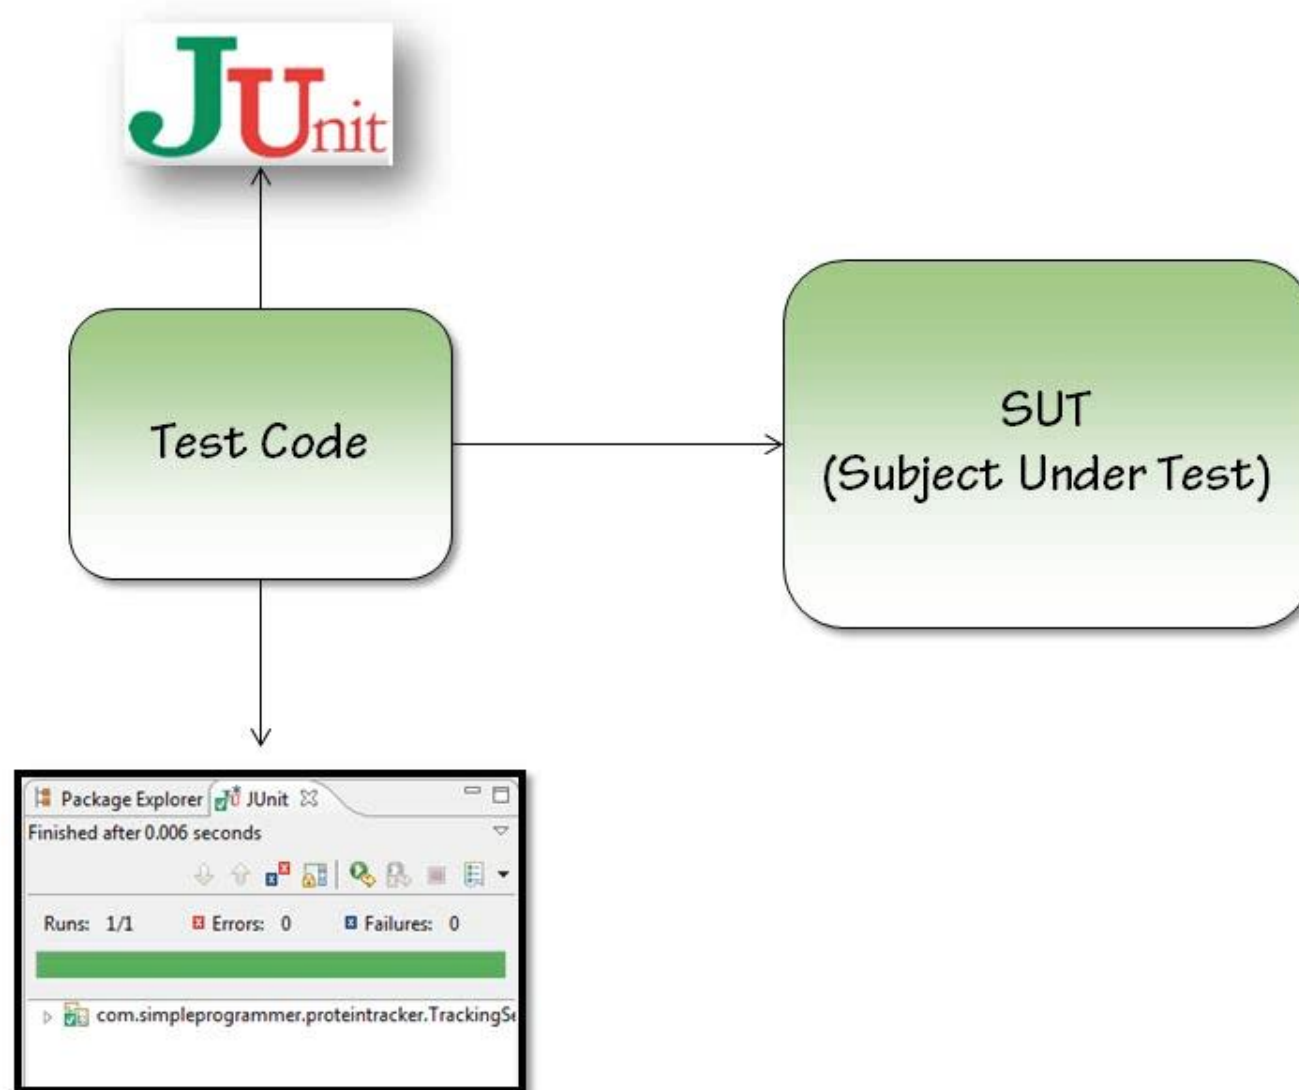 JUnit
Test Code
SUT
(Subject Under Test)
Package Explorer JUnit
Finished after 0.006 seconds
Runs: 1/1 Errors: 0 Failures: 0
com.simpleprogrammer.proteintracker.TrackingSe